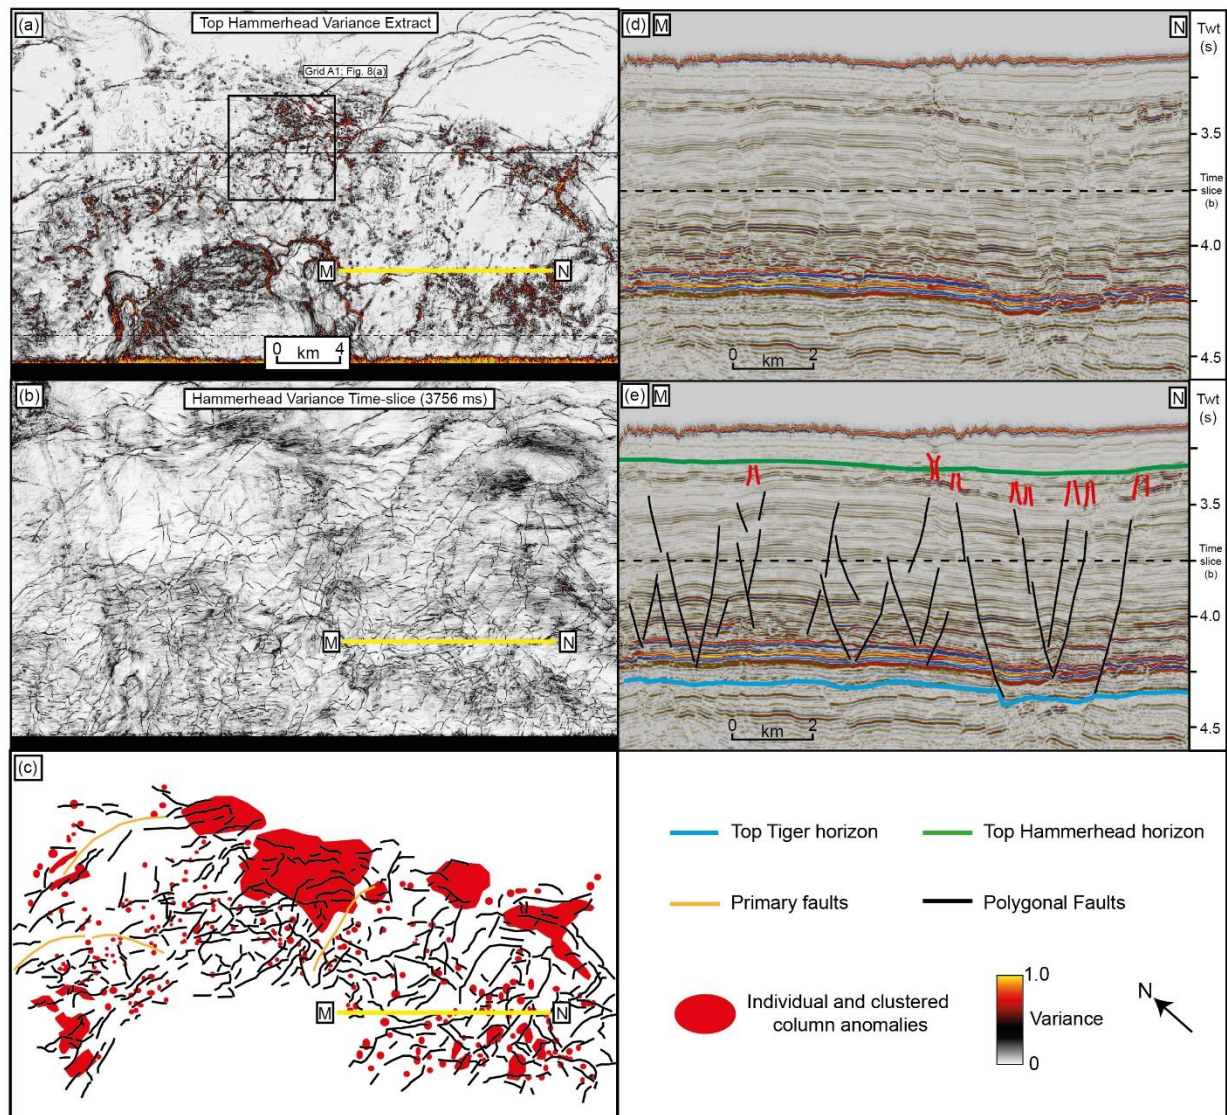 (a)
Top Hammerhead Variance Extract
Grid A1; Fig. 8(a)
M
N
0 km 4
(b)
Hammerhead Variance Time-slice (3756 ms)
M
N
(c)
M
N
(d) M
N
Twt
(s)
3.5
Time
slice
(b)
4.0
0 km 2
4.5
(e) M
N
Twt
(s)
3.5
Time
slice
(b)
4.0
0 km 2
4.5
Top Tiger horizon
Top Hammerhead horizon
Primary faults
Polygonal Faults
Individual and clustered
column anomalies
1.0
Variance
0
N